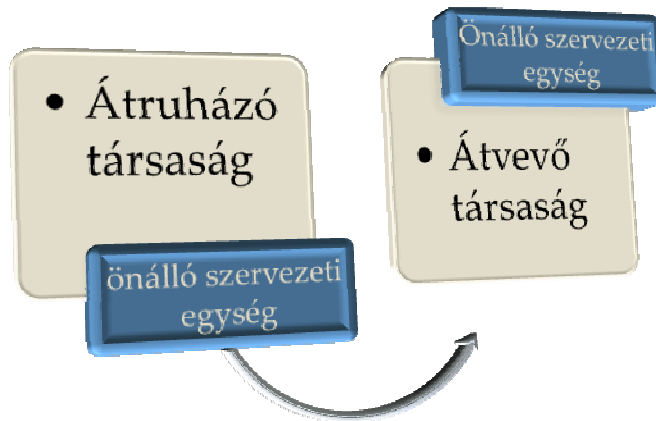 • Átruházó
társaság
önálló szervezeti
egység
Önálló szervezeti
egység
• Átvevő
társaság